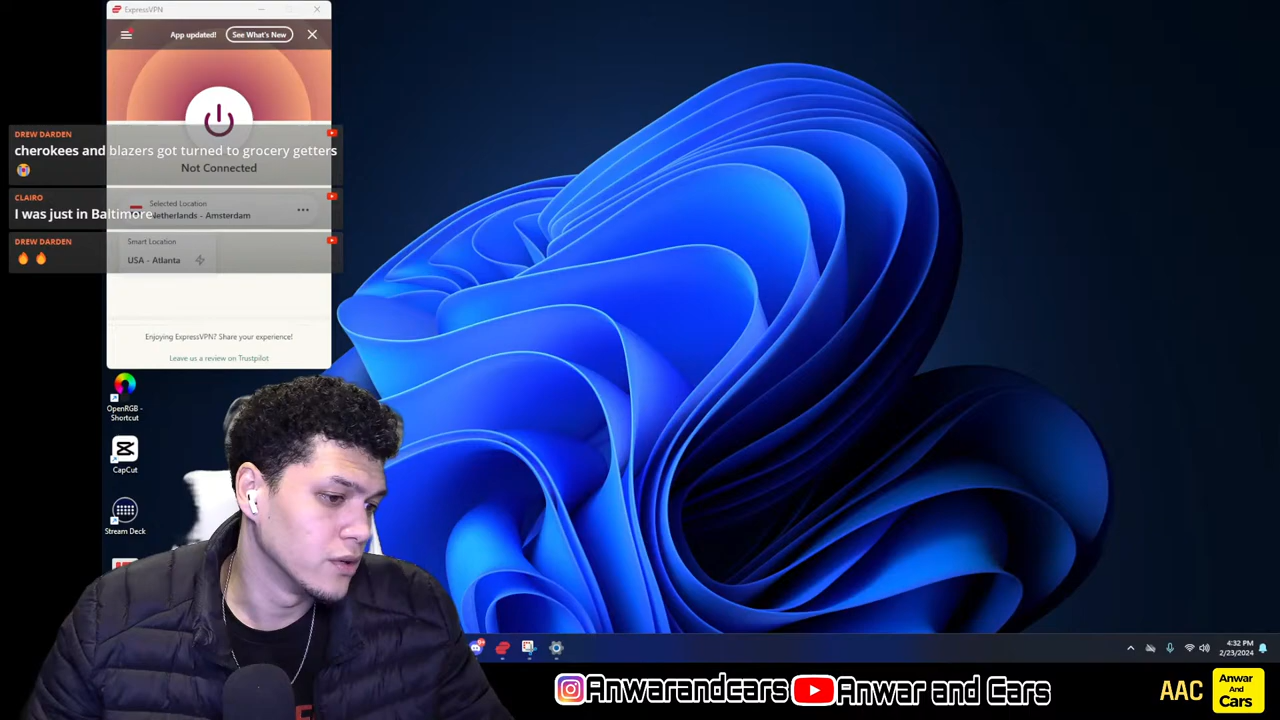 ExpressVPN
App updated!
See What's New
DREW DARDEN
cherokees and blazers got turned to grocery getters
Not Connected
CLAIRO
I was just in Baltimore
Selected Location
Netherlands - Amsterdam
DREW DARDEN
Smart Location
USA - Atlanta
Enjoying ExpressVPN? Share your experience!
Leave us a review on Trustpilot
OpenRGB -
Shortcut
CapCut
Stream Deck
4:32 PM
2/23/2024
Anwarandcars
Anwar and Cars
AAC
Anwar
And
Cars